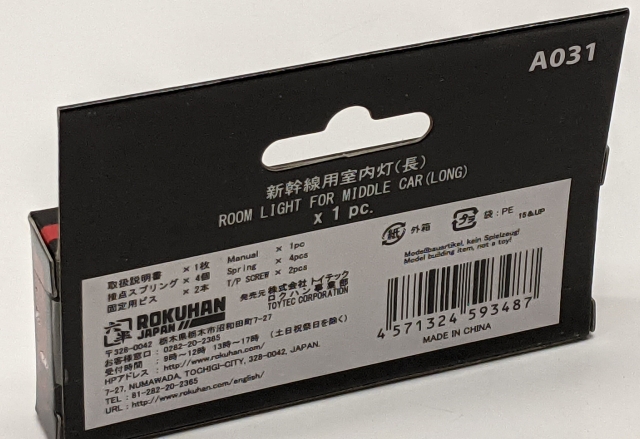 A031
新幹線用室内灯(長)
ROOM LIGHT FOR MIDDLE CAR(LONG)
x 1 pc.
取扱説明書 × 1枚
接点スプリング × 4個
固定用ビス × 2本
Manual × 1pc
Spring × 4pcs
T/P SCREW × 2pcs
紙 外箱
プラ 袋:PE
15 & UP
Modellbauartikel, kein Spielzeug!
Model building item, not a toy!
六半 ROKUHAN
JAPAN
発売元 株式会社 トイテック
ロクハン事業部
TOYTEC CORPORATION
〒328-0042 栃木県栃木市沼和田町7-27
お客様窓口 : 0282-20-2365
受付時間 : 9時〜12時 13時〜17時 (土日祝祭日を除く)
HPアドレス : http://www.rokuhan.com/
7-27, NUMAWADA, TOCHIGI-CITY, 328-0042, JAPAN.
TEL : 81-282-20-2365
URL : http://www.rokuhan.com/english/
4 571324 593487
MADE IN CHINA